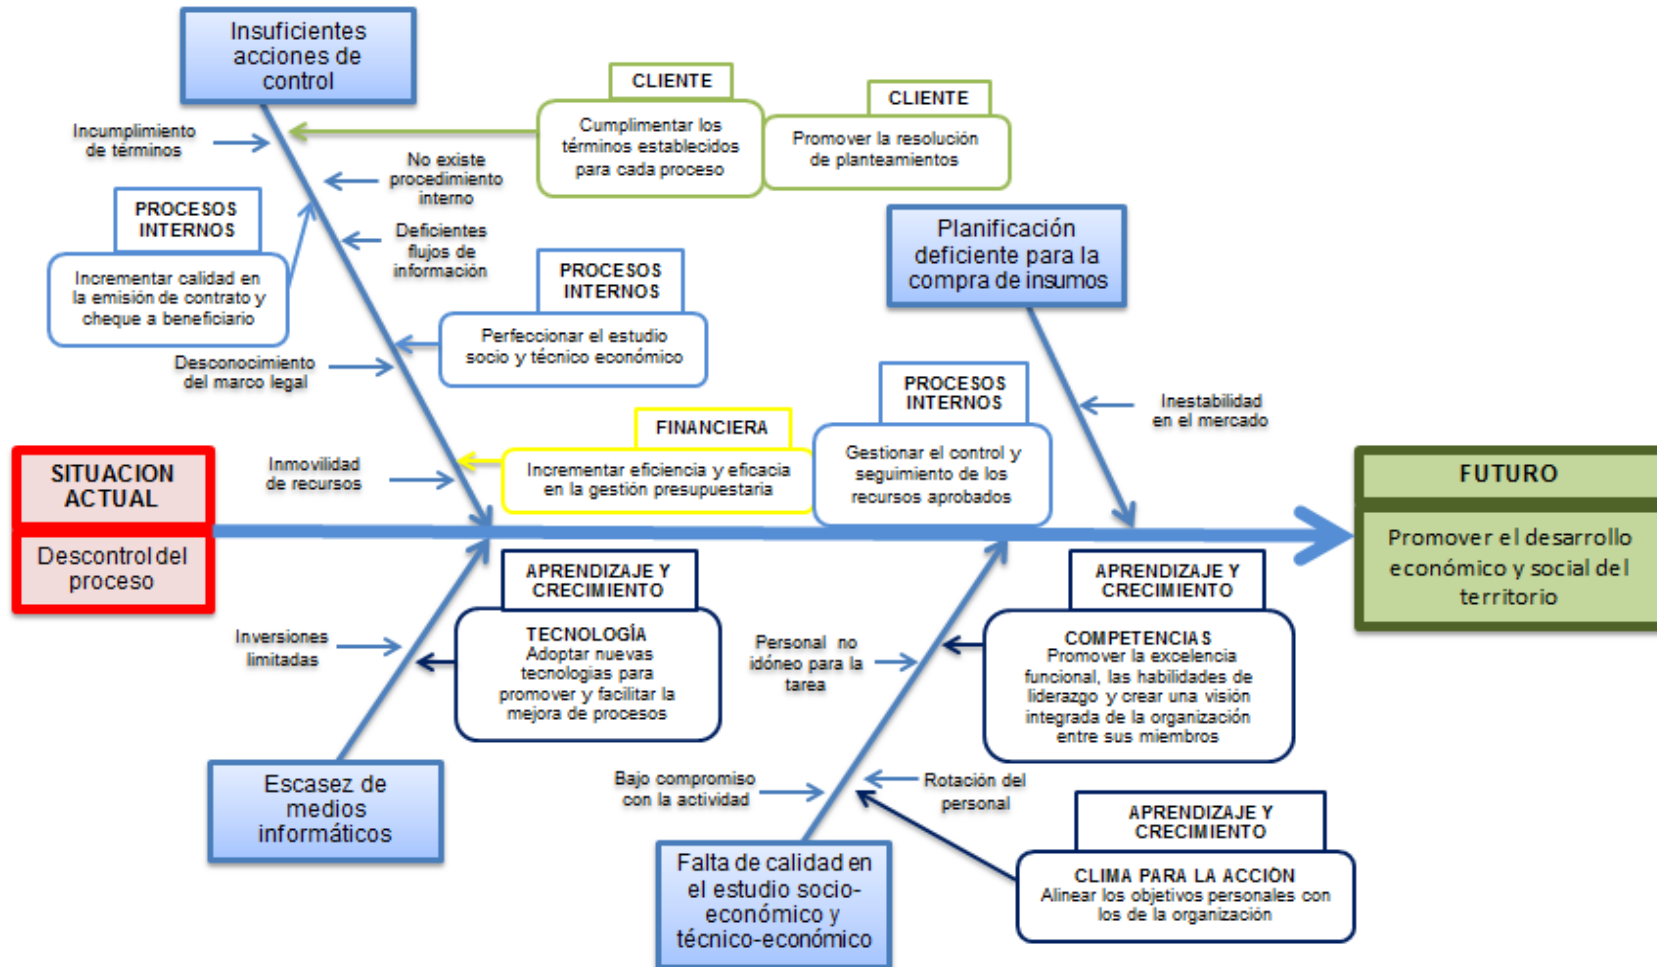 Insuficientes
acciones de
control
CLIENTE
Cumplimentar los
términos establecidos
para cada proceso
CLIENTE
Promover la resolución
de planteamientos
Incumplimiento
de términos
No existe
procedimiento
interno
PROCESOS
INTERNOS
Incrementar calidad en
la emisión de contrato y
cheque a beneficiario
Deficientes
flujos de
información
PROCESOS
INTERNOS
Perfeccionar el estudio
socio y técnico económico
Planificación
deficiente para la
compra de insumos
Desconocimiento
del marco legal
PROCESOS
INTERNOS
Gestionar el control y
seguimiento de los
recursos aprobados
Inestabilidad
en el mercado
FINANCIERA
Incrementar eficiencia y eficacia
en la gestión presupuestaria
Inmovilidad
de recursos
SITUACION
ACTUAL
Descontrol del
proceso
FUTURO
Promover el desarrollo
económico y social del
territorio
APRENDIZAJE Y
CRECIMIENTO
TECNOLOGÍA
Adoptar nuevas
tecnologias para
promover y facilitar la
mejora de procesos
Inversiones
limitadas
Escasez de
medios
informáticos
APRENDIZAJE Y
CRECIMIENTO
COMPETENCIAS
Promover la excelencia
funcional, las habilidades de
liderazgo y crear una visión
integrada de la organización
entre sus miembros
Personal no
idóneo para la
tarea
Bajo compromiso
con la actividad
Rotación del
personal
APRENDIZAJE Y
CRECIMIENTO
CLIMA PARA LA ACCIÓN
Alinear los objetivos personales con
los de la organización
Falta de calidad en
el estudio socio-
económico y
técnico-económico